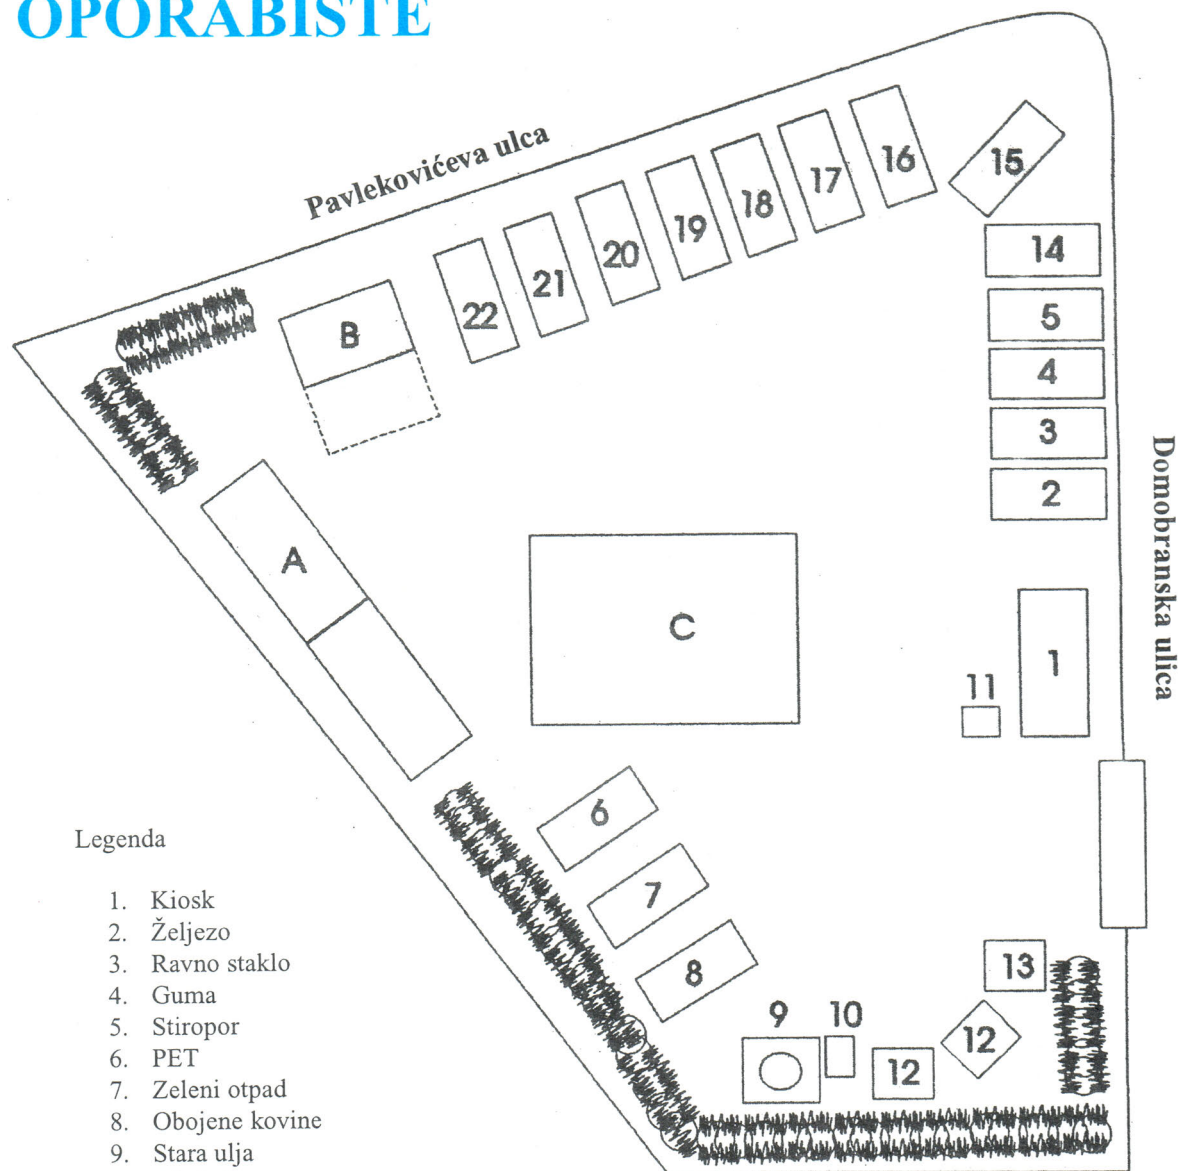 OPORABIŠTE
Pavlekovićeva ulca
Domobranska ulica
15
16
17
18
19
20
21
22
14
5
4
3
2
B
A
C
1
11
6
7
8
9
10
12
12
13
Legenda
1. Kiosk
2. Željezo
3. Ravno staklo
4. Guma
5. Stiropor
6. PET
7. Zeleni otpad
8. Obojene kovine
9. Stara ulja